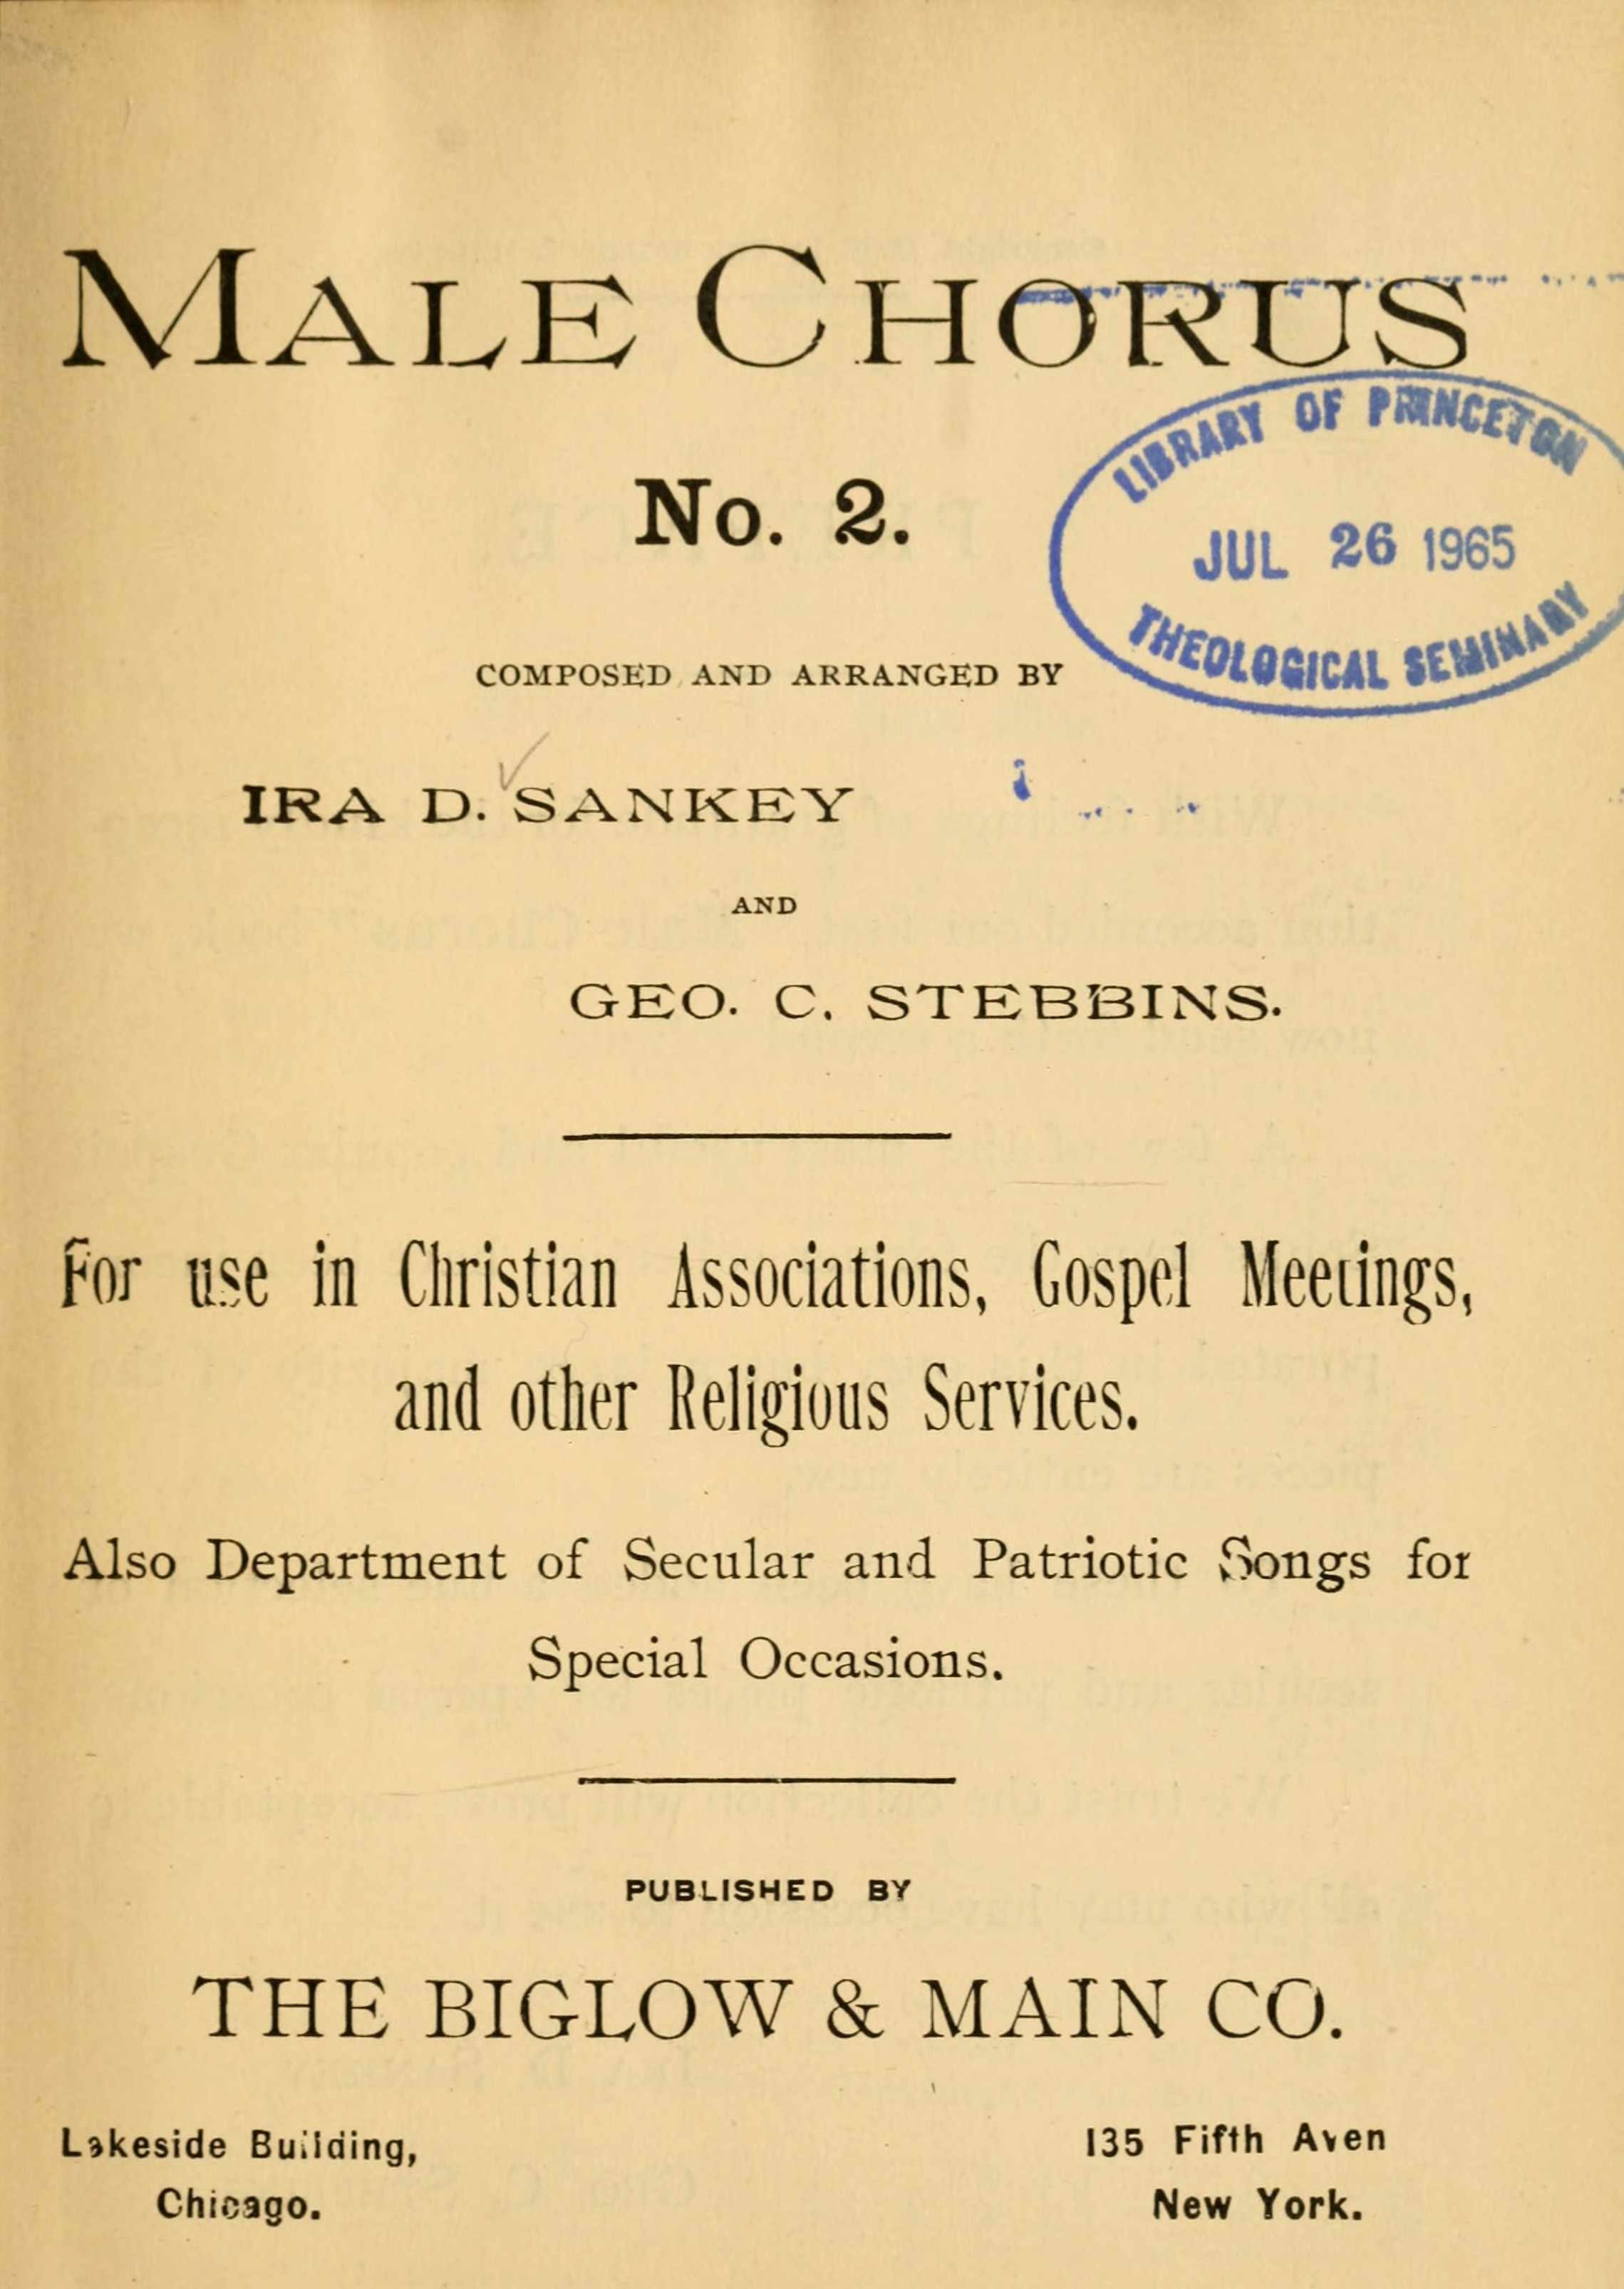 MALE CHORUS
No. 2.
LIBRARY OF PRINCETON
JUL 26 1965
THEOLOGICAL SEMINARY
COMPOSED AND ARRANGED BY
IRA D. SANKEY
AND
GEO. C. STEBBINS.
For use in Christian Associations, Gospel Meetings,
and other Religious Services.
Also Department of Secular and Patriotic Songs for
Special Occasions.
PUBLISHED BY
THE BIGLOW & MAIN CO.
Lakeside Building,
Chicago.
135 Fifth Aven
New York.